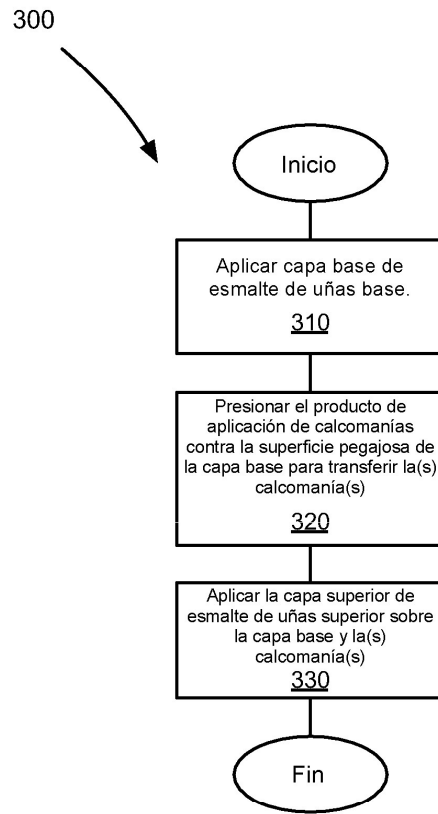 300
Inicio
Aplicar capa base de
esmalte de uñas base.
310
Presionar el producto de
aplicación de calcomanías
contra la superficie pegajosa de
la capa base para transferir la(s)
calcomanía(s)
320
Aplicar la capa superior de
esmalte de uñas superior sobre
la capa base y la(s)
calcomanía(s)
330
Fin